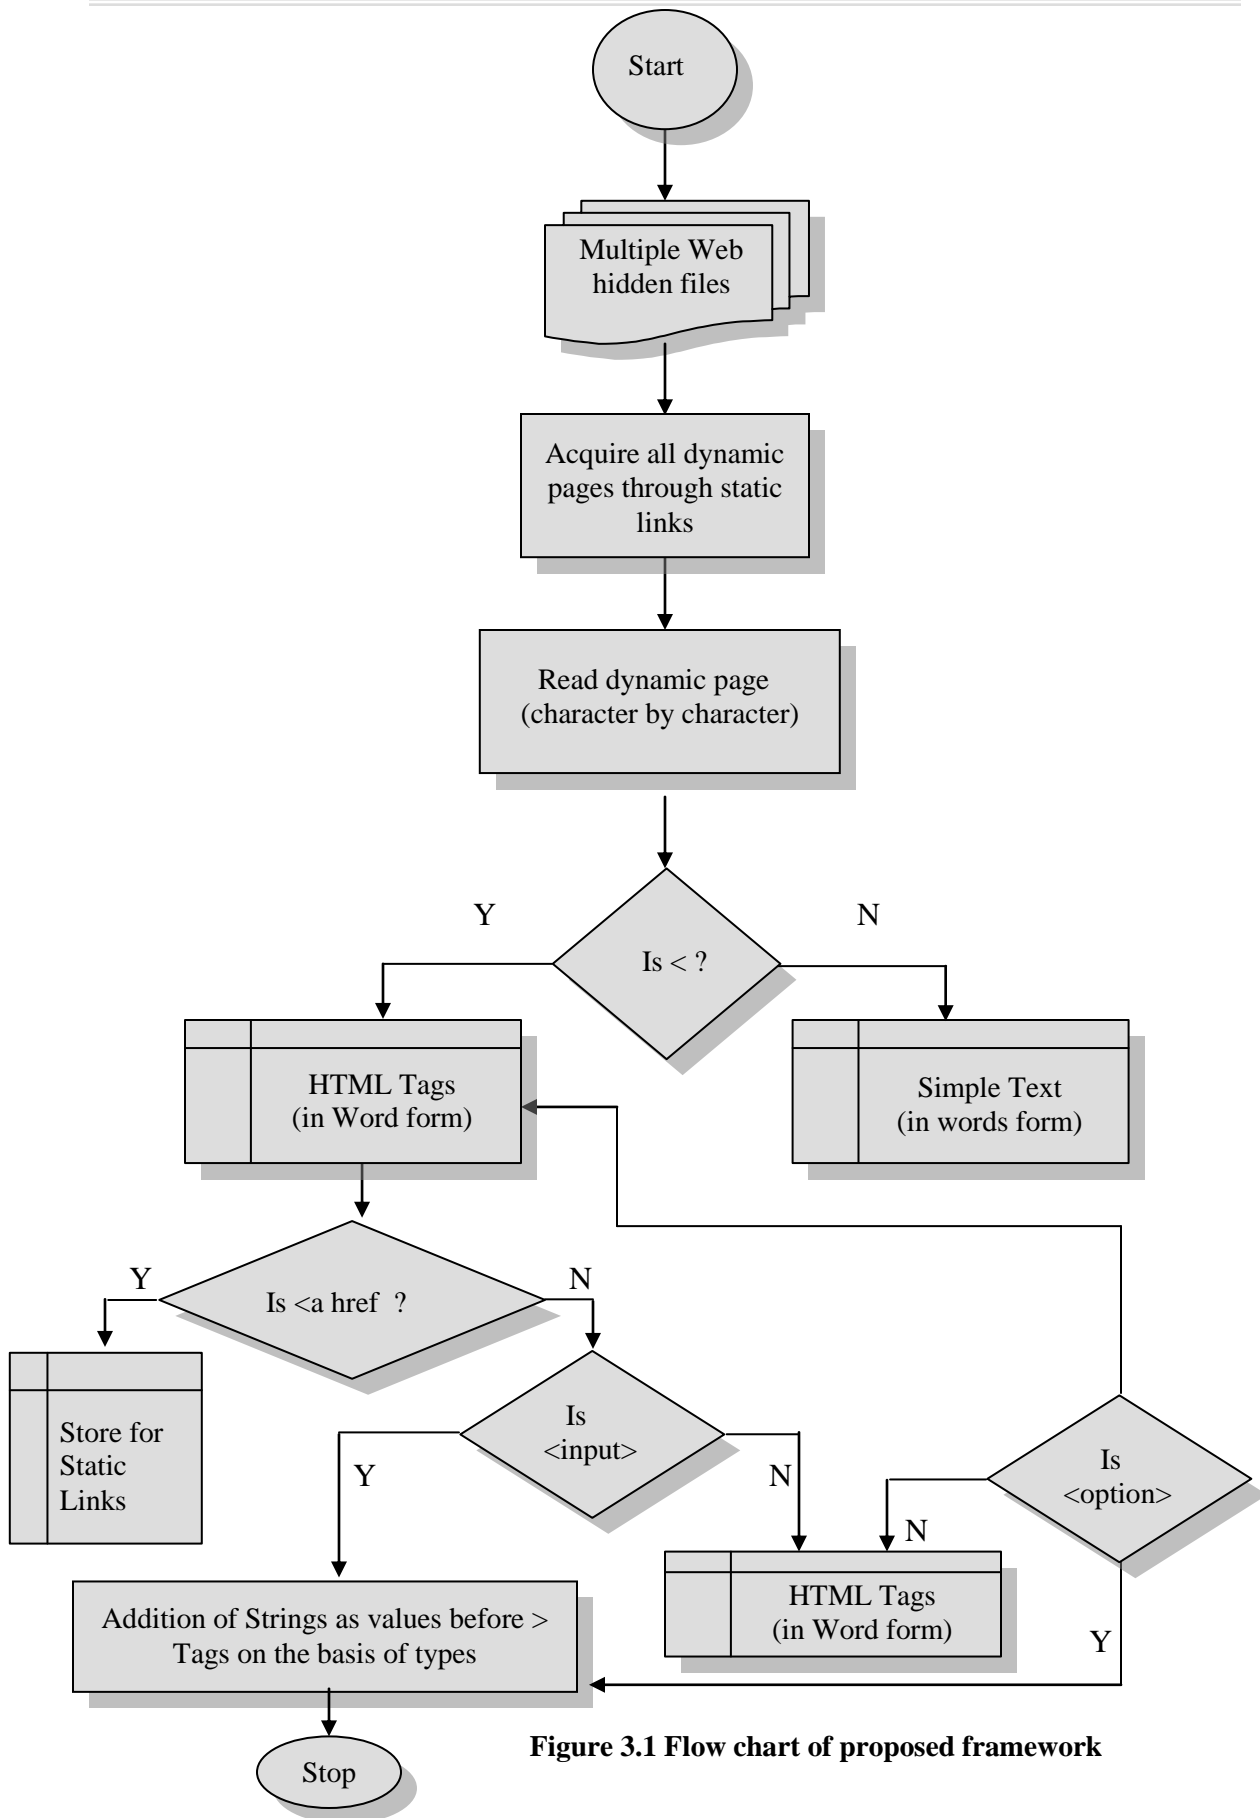 Start
Multiple Web
hidden files
Acquire all dynamic
pages through static
links
Read dynamic page
(character by character)
Y
N
Is < ?
HTML Tags
(in Word form)
Simple Text
(in words form)
Y
N
Is <a href ?
Store for
Static
Links
Is
<input>
Y
N
Is
<option>
N
HTML Tags
(in Word form)
Y
Addition of Strings as values before >
Tags on the basis of types
Figure 3.1 Flow chart of proposed framework
Stop